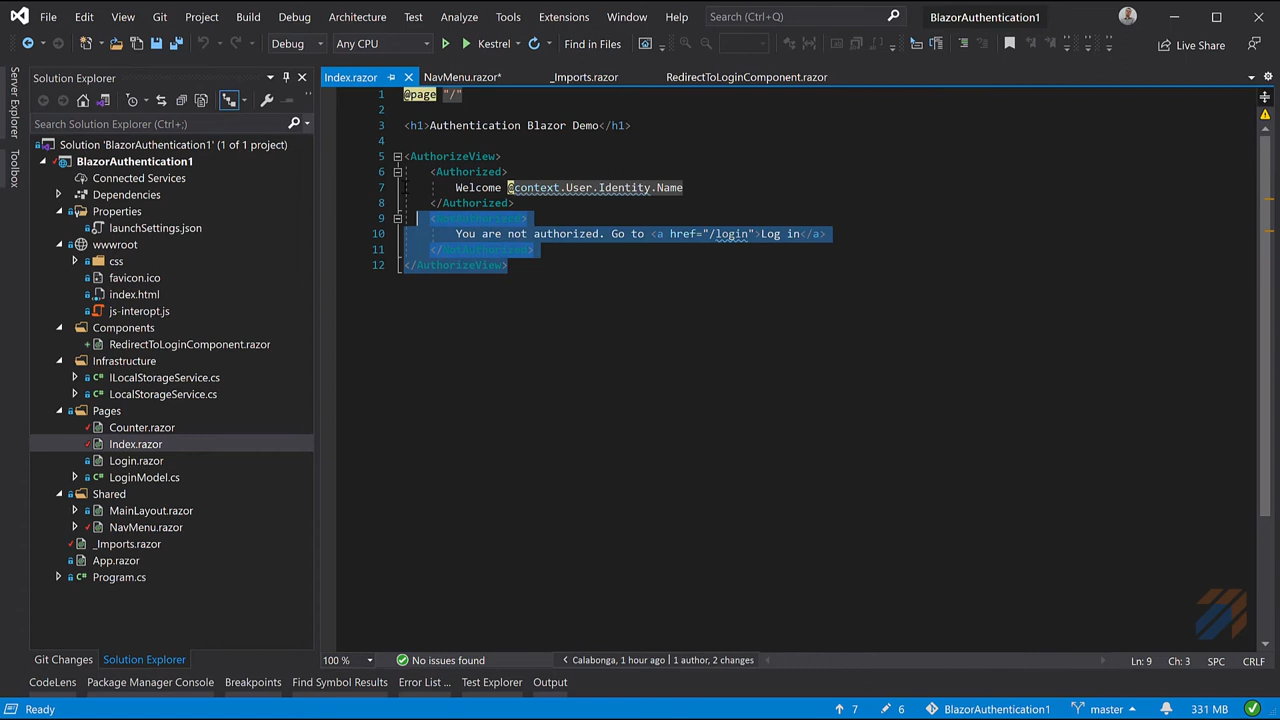 File Edit View Git Project Build Debug Architecture Test Analyze Tools Extensions Window Help Search (Ctrl+Q) BlazorAuthentication1
Debug Any CPU Kestrel Find in Files Live Share
Server Explorer
Toolbox
Solution Explorer
Search Solution Explorer (Ctrl+;)
Solution 'BlazorAuthentication1' (1 of 1 project)
BlazorAuthentication1
Connected Services
Dependencies
Properties
launchSettings.json
wwwroot
css
favicon.ico
index.html
js-interopt.js
Components
RedirectToLoginComponent.razor
Infrastructure
ILocalStorageService.cs
LocalStorageService.cs
Pages
Counter.razor
Index.razor
Login.razor
LoginModel.cs
Shared
MainLayout.razor
NavMenu.razor
_Imports.razor
App.razor
Program.cs
Git Changes Solution Explorer
Index.razor NavMenu.razor* _Imports.razor RedirectToLoginComponent.razor
1 @page "/"
2
3 <h1>Authentication Blazor Demo</h1>
4
5 <AuthorizeView>
6 <Authorized>
7 Welcome @context.User.Identity.Name
8 </Authorized>
9 <NotAuthorized>
10 You are not authorized. Go to <a href="/login">Log in</a>
11 </NotAuthorized>
12 </AuthorizeView>
100 % No issues found Calabonga, 1 hour ago | 1 author, 2 changes Ln: 9 Ch: 3 SPC CRLF
CodeLens Package Manager Console Breakpoints Find Symbol Results Error List ... Test Explorer Output
Ready 7 6 BlazorAuthentication1 master 331 MB